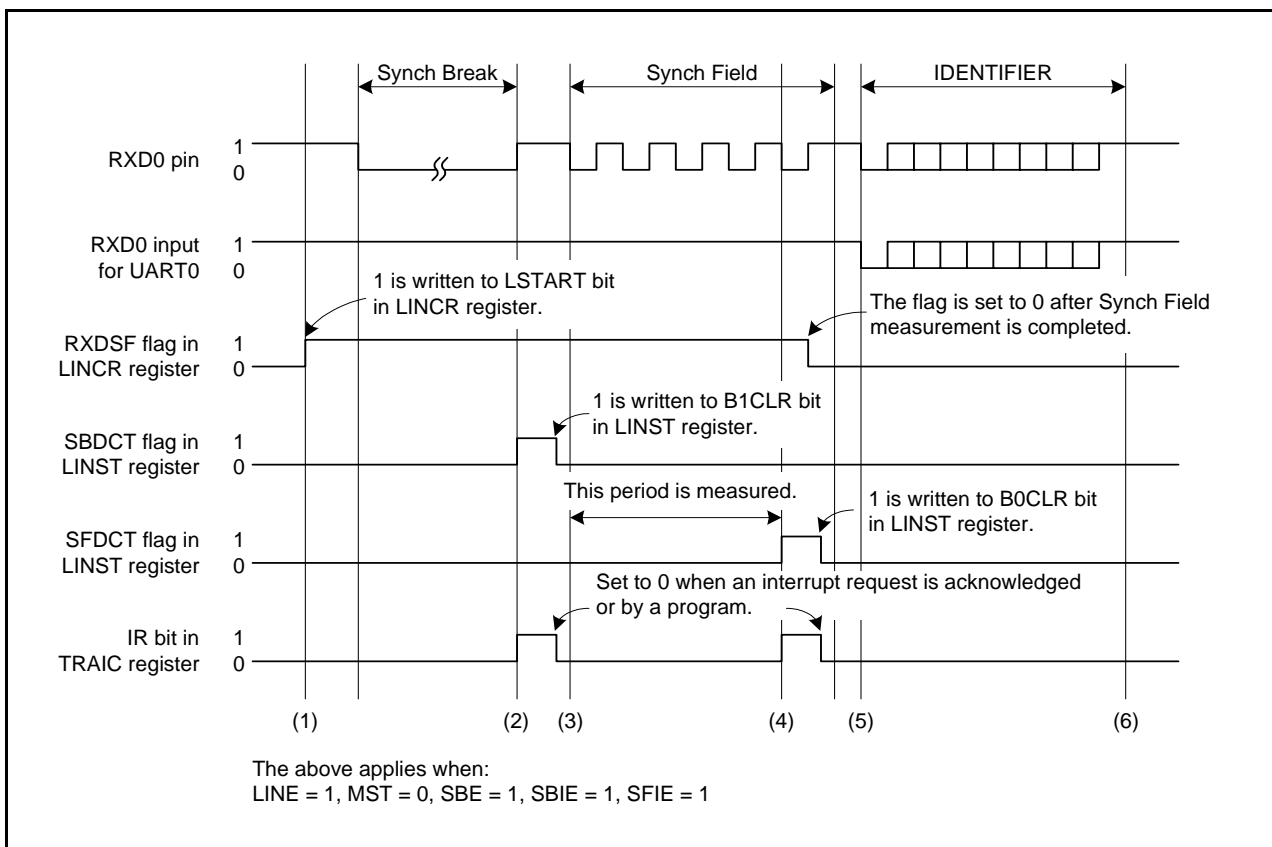 Synch Break
Synch Field
IDENTIFIER
RXD0 pin
1
0
RXD0 input
for UART0
1
0
1 is written to LSTART bit
in LINCR register.
The flag is set to 0 after Synch Field
measurement is completed.
RXDSF flag in
LINCR register
1
0
1 is written to B1CLR bit
in LINST register.
SBDCT flag in
LINST register
1
0
This period is measured.
1 is written to B0CLR bit
in LINST register.
SFDCT flag in
LINST register
1
0
Set to 0 when an interrupt request is acknowledged
or by a program.
IR bit in
TRAIC register
1
0
(1)
(2)
(3)
(4)
(5)
(6)
The above applies when:
LINE = 1, MST = 0, SBE = 1, SBIE = 1, SFIE = 1